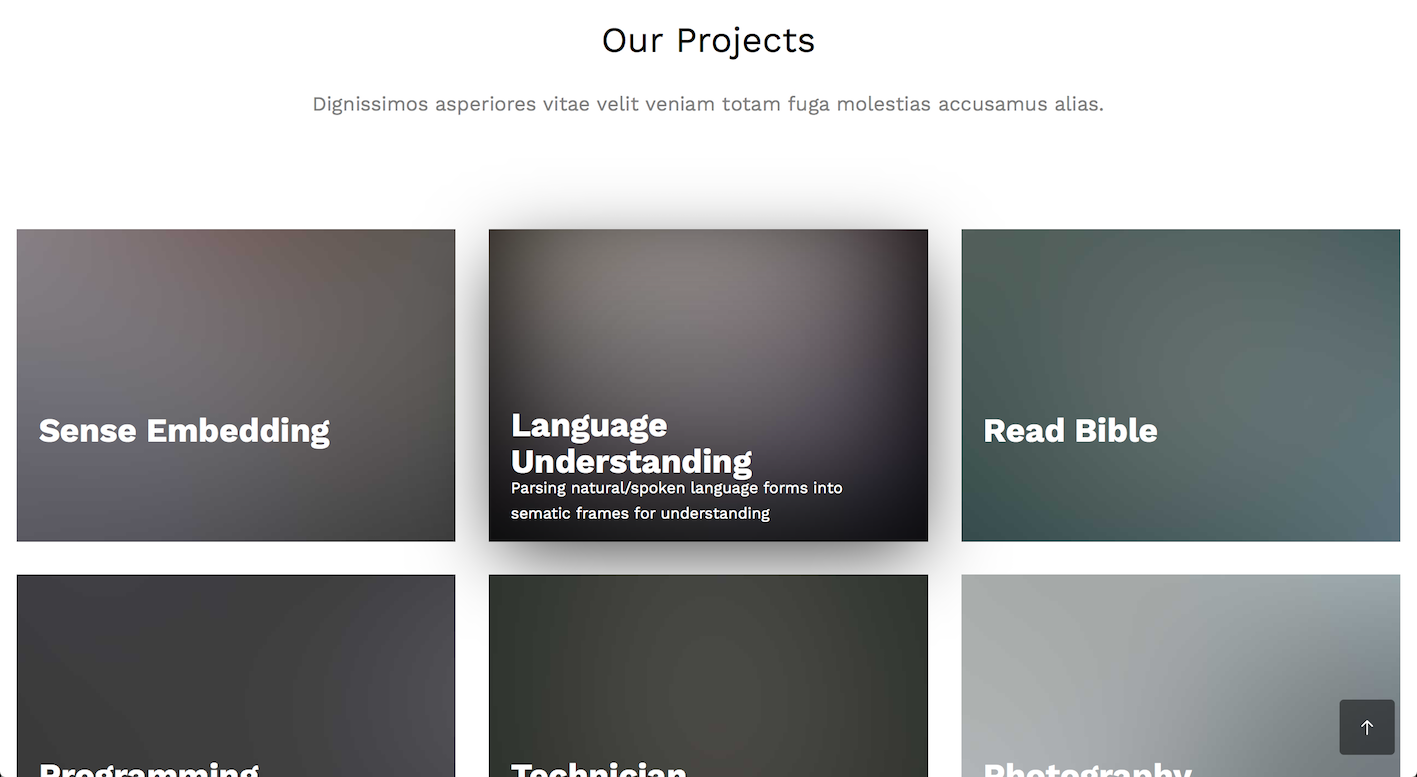 Our Projects
Dignissimos asperiores vitae velit veniam totam fuga molestias accusamus alias.
Sense Embedding
Language
Understanding
Parsing natural/spoken language forms into
sematic frames for understanding
Read Bible
Programming
Technician
Photography